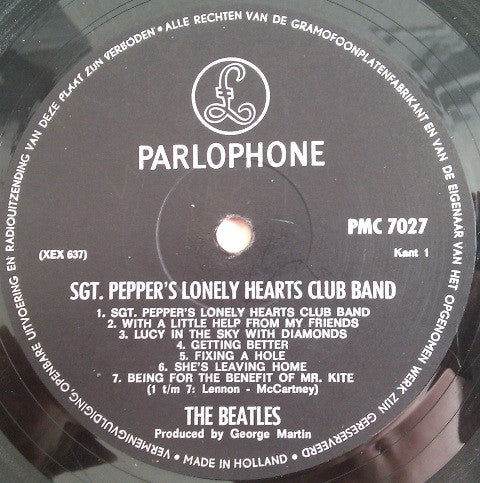 • ALLE RECHTEN VAN DE GRAMOFOONPLATENFABRIKANT EN VAN DE EIGENAAR VAN HET OPGENOMEN WERK ZIJN GERESERVEERD •
VERMENIGVULDIGING, OPENBARE UITVOERING EN RADIOUITZENDING VAN DEZE PLAAT ZIJN VERBODEN
£
PARLOPHONE
PMC 7027
(XEX 637)
Kant 1
SGT. PEPPER'S LONELY HEARTS CLUB BAND
1. SGT. PEPPER'S LONELY HEARTS CLUB BAND
2. WITH A LITTLE HELP FROM MY FRIENDS
3. LUCY IN THE SKY WITH DIAMONDS
4. GETTING BETTER
5. FIXING A HOLE
6. SHE'S LEAVING HOME
7. BEING FOR THE BENEFIT OF MR. KITE
(1 t/m 7: Lennon - McCartney)
THE BEATLES
Produced by George Martin
• MADE IN HOLLAND •